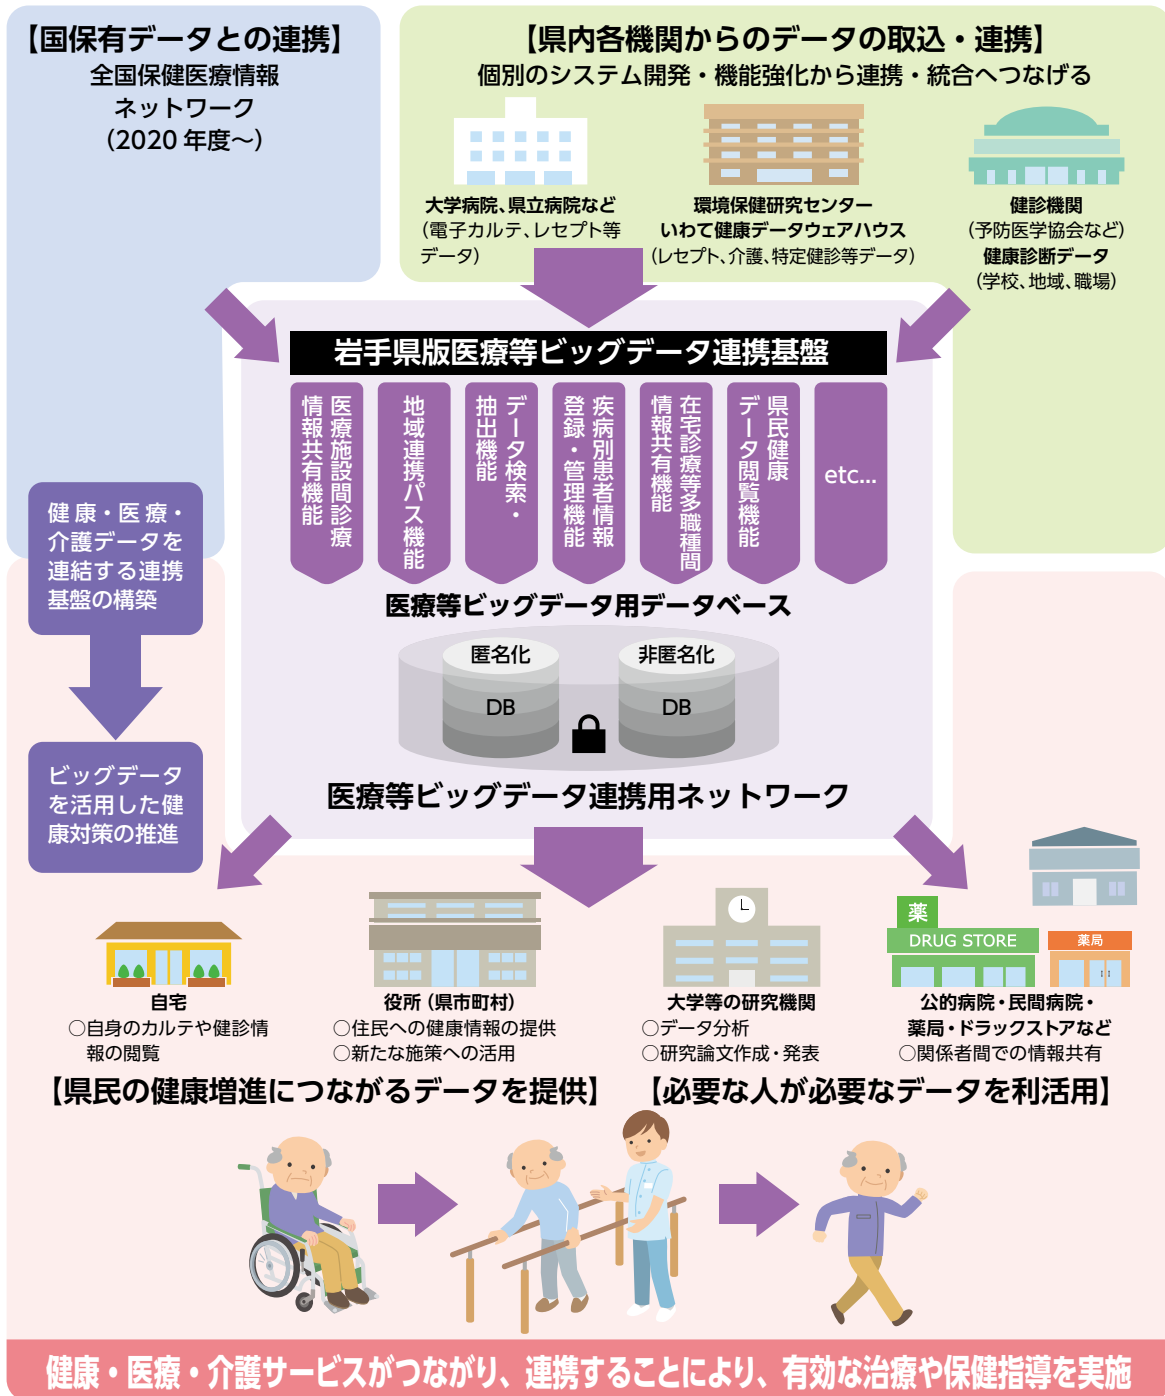 【国保有データとの連携】
全国保健医療情報
ネットワーク
（2020 年度～）
【県内各機関からのデータの取込・連携】
個別のシステム開発・機能強化から連携・統合へつなげる
大学病院、県立病院など
（電子カルテ、レセプト等
データ）
環境保健研究センター
いわて健康データウェアハウス
（レセプト、介護、特定健診等データ）
健診機関
（予防医学協会など）
健康診断データ
（学校、地域、職場）
岩手県版医療等ビッグデータ連携基盤
医療施設間診療
情報共有機能
地域連携パス機能
データ検索・
抽出機能
疾病別患者情報
登録・管理機能
在宅診療等多職種間
情報共有機能
県民健康
データ閲覧機能
etc...
健康・医療・
介護データを
連結する連携
基盤の構築
医療等ビッグデータ用データベース
匿名化
DB
非匿名化
DB
医療等ビッグデータ連携用ネットワーク
ビッグデータ
を活用した健
康対策の推進
自宅
○自身のカルテや健診情
報の閲覧
役所（県市町村）
○住民への健康情報の提供
○新たな施策への活用
大学等の研究機関
○データ分析
○研究論文作成・発表
薬
DRUG STORE
薬局
公的病院・民間病院・
薬局・ドラックストアなど
○関係者間での情報共有
【県民の健康増進につながるデータを提供】
【必要な人が必要なデータを利活用】
健康・医療・介護サービスがつながり、連携することにより、有効な治療や保健指導を実施